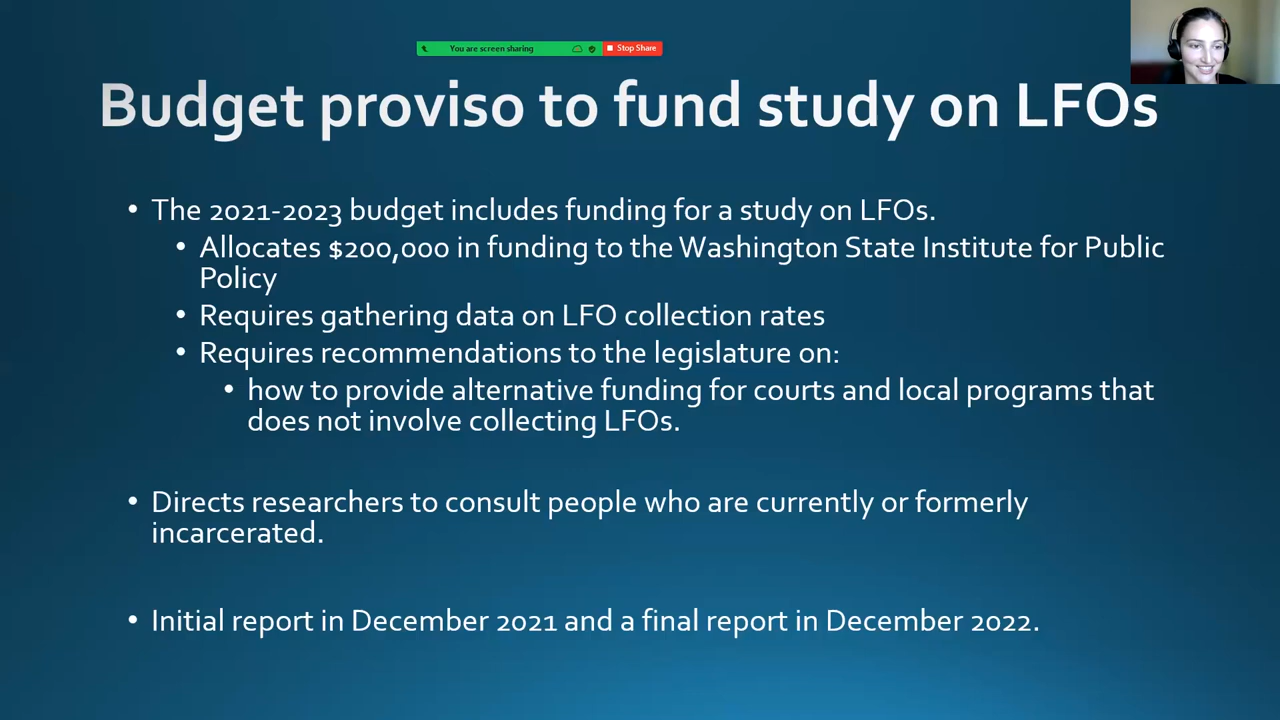 You are screen sharing
Stop Share
Budget proviso to fund study on LFOs
• The 2021-2023 budget includes funding for a study on LFOs.
• Allocates $200,000 in funding to the Washington State Institute for Public
Policy
• Requires gathering data on LFO collection rates
• Requires recommendations to the legislature on:
• how to provide alternative funding for courts and local programs that
does not involve collecting LFOs.
• Directs researchers to consult people who are currently or formerly
incarcerated.
• Initial report in December 2021 and a final report in December 2022.